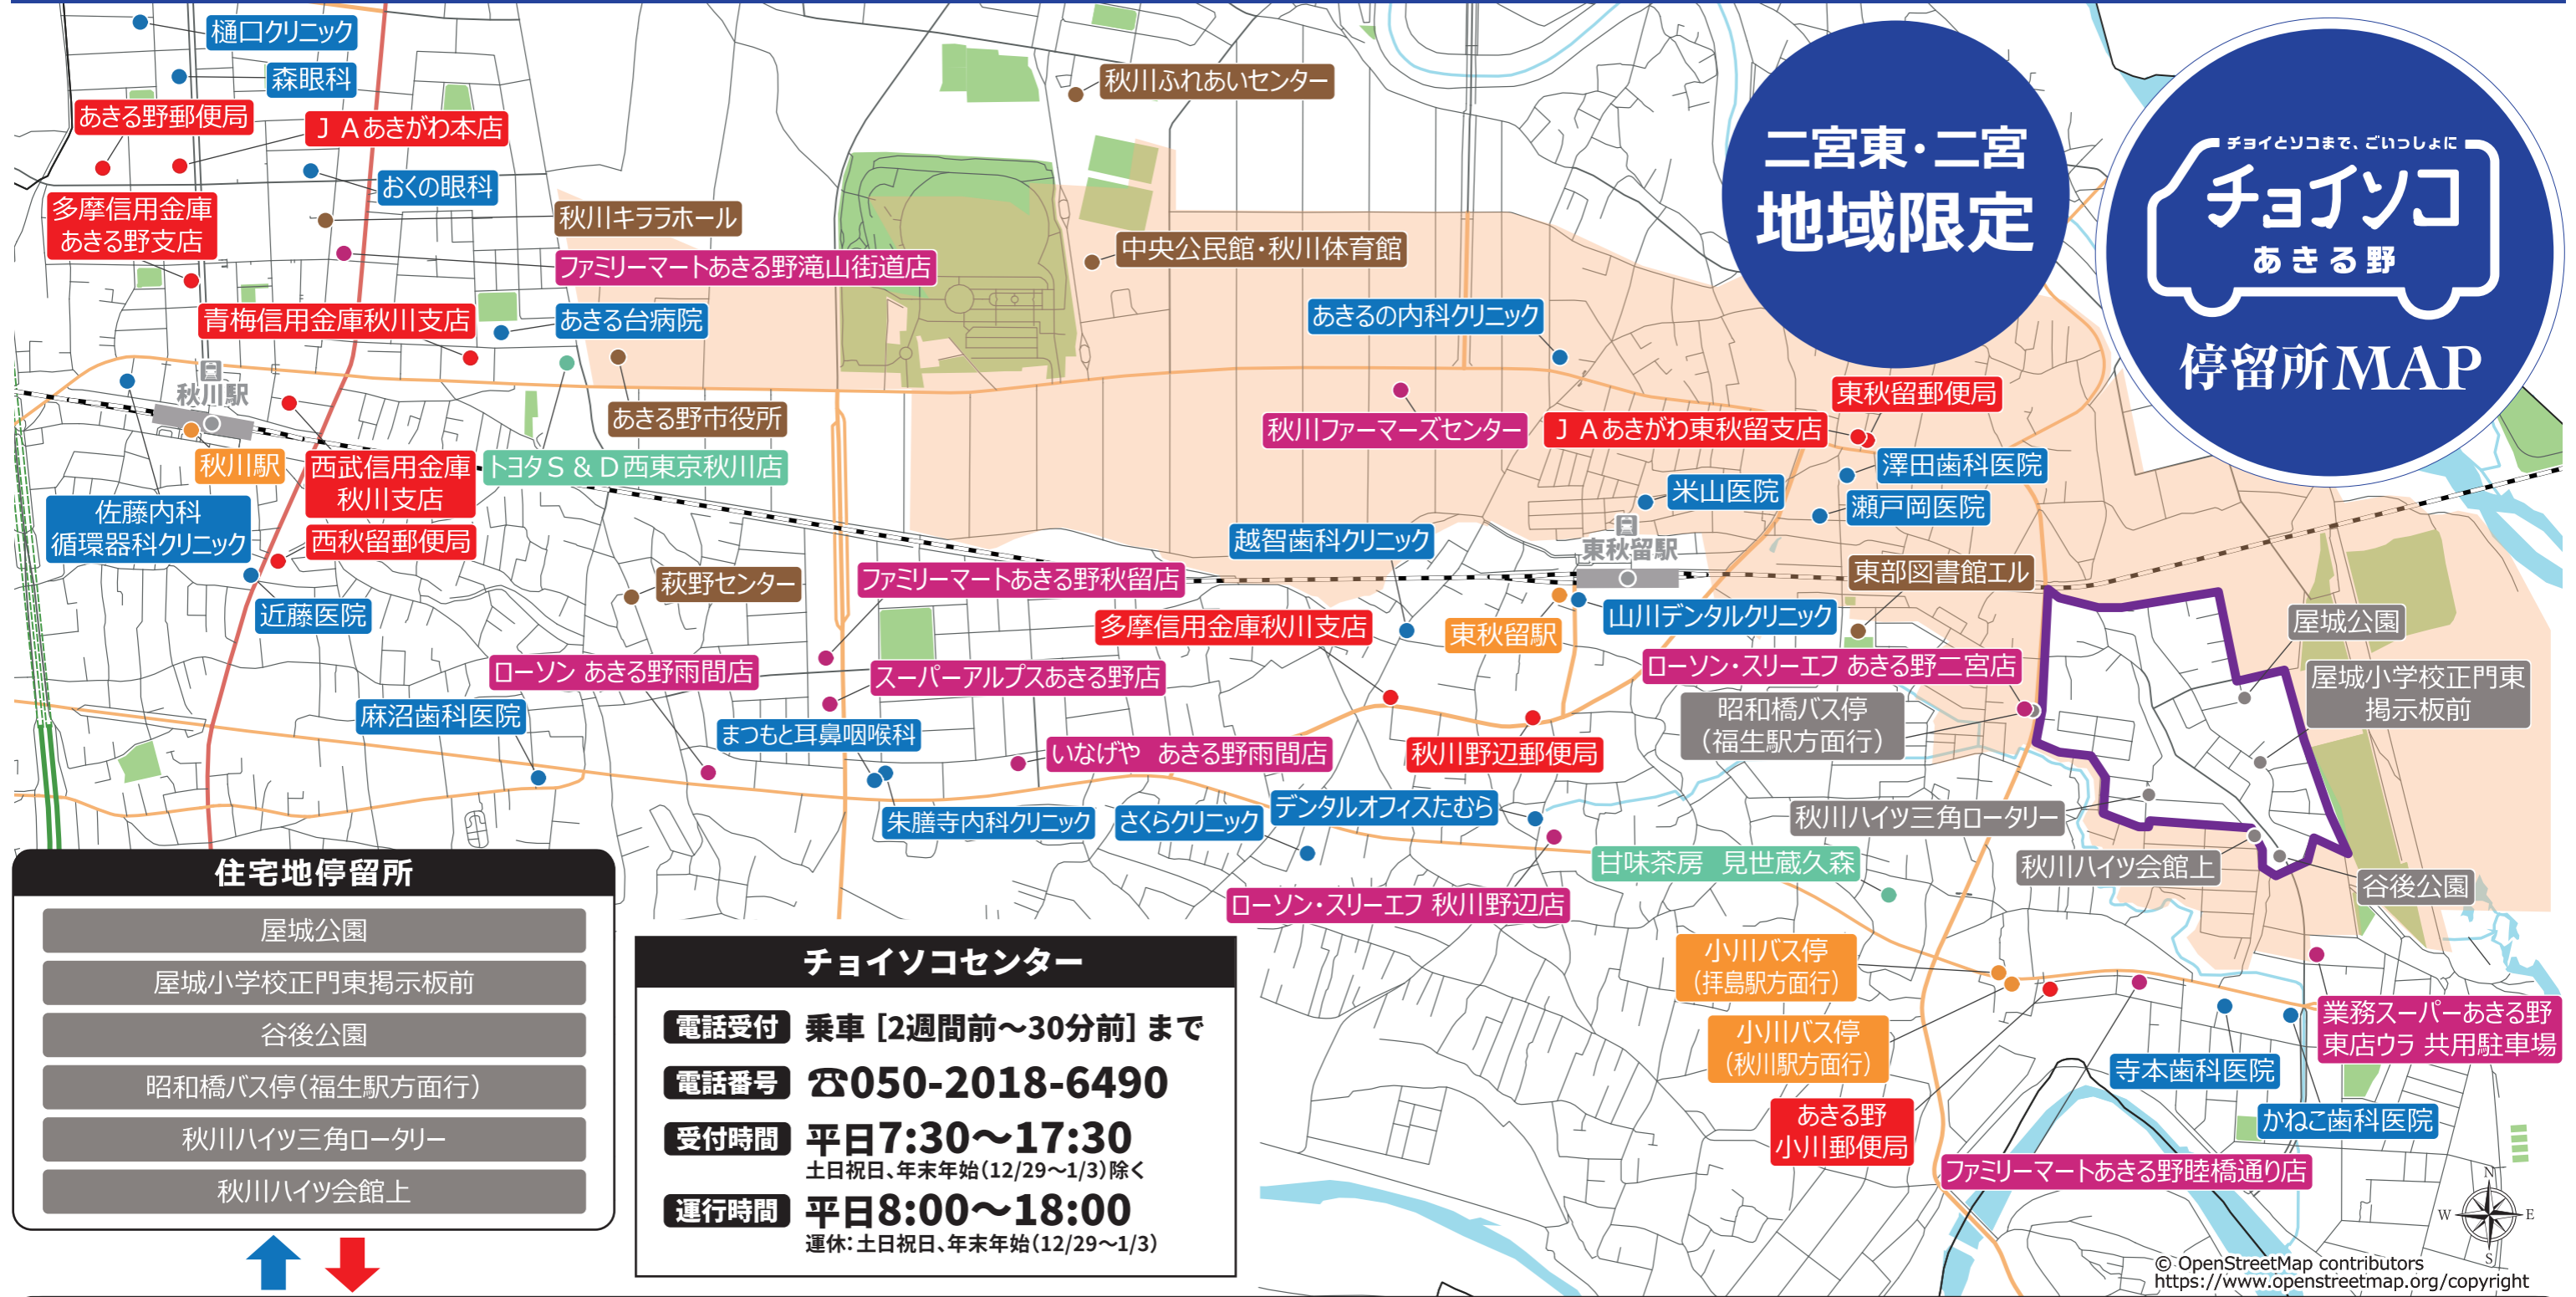 樋口クリニック
森眼科
あきる野郵便局
ＪＡあきがわ本店
おくの眼科
多摩信用金庫
あきる野支店
秋川キララホール
ファミリーマートあきる野滝山街道店
青梅信用金庫秋川支店
あきる台病院
秋川駅
あきる野市役所
秋川駅
西武信用金庫
秋川支店
トヨタＳ＆Ｄ西東京秋川店
佐藤内科
循環器科クリニック
西秋留郵便局
近藤医院
萩野センター
秋川ふれあいセンター
中央公民館・秋川体育館
あきるの内科クリニック
秋川ファーマーズセンター
ＪＡあきがわ東秋留支店
東秋留郵便局
澤田歯科医院
米山医院
瀬戸岡医院
越智歯科クリニック
東秋留駅
東部図書館エル
ファミリーマートあきる野秋留店
多摩信用金庫秋川支店
東秋留駅
山川デンタルクリニック
ローソン あきる野雨間店
スーパーアルプスあきる野店
ローソン・スリーエフ あきる野二宮店
麻沼歯科医院
まつもと耳鼻咽喉科
いなげや あきる野雨間店
秋川野辺郵便局
昭和橋バス停
（福生駅方面行）
屋城公園
屋城小学校正門東
掲示板前
朱膳寺内科クリニック
さくらクリニック
デンタルオフィスたむら
秋川ハイツ三角ロータリー
甘味茶房 見世蔵久森
秋川ハイツ会館上
谷後公園
ローソン・スリーエフ 秋川野辺店
小川バス停
（拝島駅方面行）
小川バス停
（秋川駅方面行）
あきる野
小川郵便局
業務スーパーあきる野
東店ウラ 共用駐車場
寺本歯科医院
かねこ歯科医院
ファミリーマートあきる野睦橋通り店
二宮東・二宮
地域限定
チョイとソコまで、ごいっしょに
チョイソコ
あきる野
停留所MAP
住宅地停留所
屋城公園
屋城小学校正門東掲示板前
谷後公園
昭和橋バス停（福生駅方面行）
秋川ハイツ三角ロータリー
秋川ハイツ会館上
チョイソコセンター
電話受付 乗車［2週間前〜30分前］まで
電話番号 ☎050-2018-6490
受付時間 平日7:30〜17:30
土日祝日、年末年始（12/29〜1/3）除く
運行時間 平日8:00〜18:00
運休：土日祝日、年末年始（12/29〜1/3）
N
W E
S
© OpenStreetMap contributors
https://www.openstreetmap.org/copyright